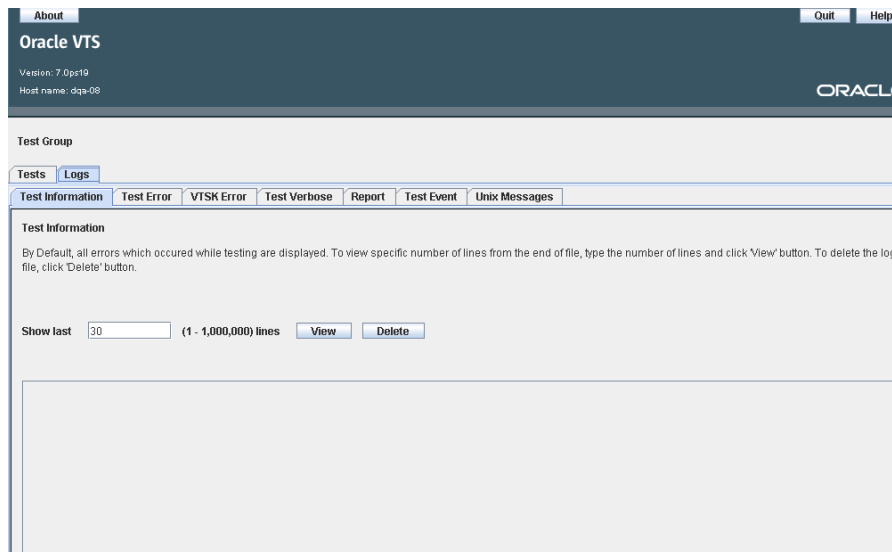 About Quit Help
Oracle VTS
Version: 7.0ps19
Host name: dqa-08
ORACL
Test Group
Tests Logs
Test Information Test Error VTSK Error Test Verbose Report Test Event Unix Messages
Test Information
By Default, all errors which occured while testing are displayed. To view specific number of lines from the end of file, type the number of lines and click 'View' button. To delete the log
file, click 'Delete' button.
Show last 30 (1 - 1,000,000) lines View Delete